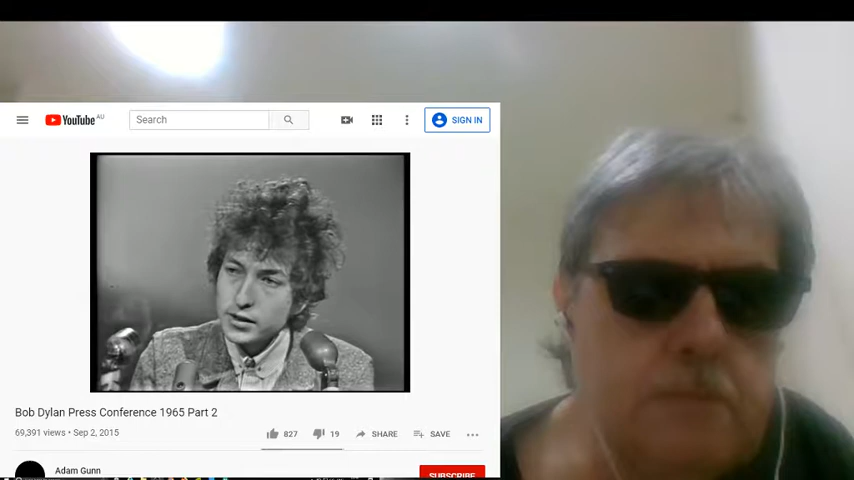 YouTube AU
Search
SIGN IN
Bob Dylan Press Conference 1965 Part 2
69,391 views • Sep 2, 2015
827
19
SHARE
SAVE
Adam Gunn
SUBSCRIBE